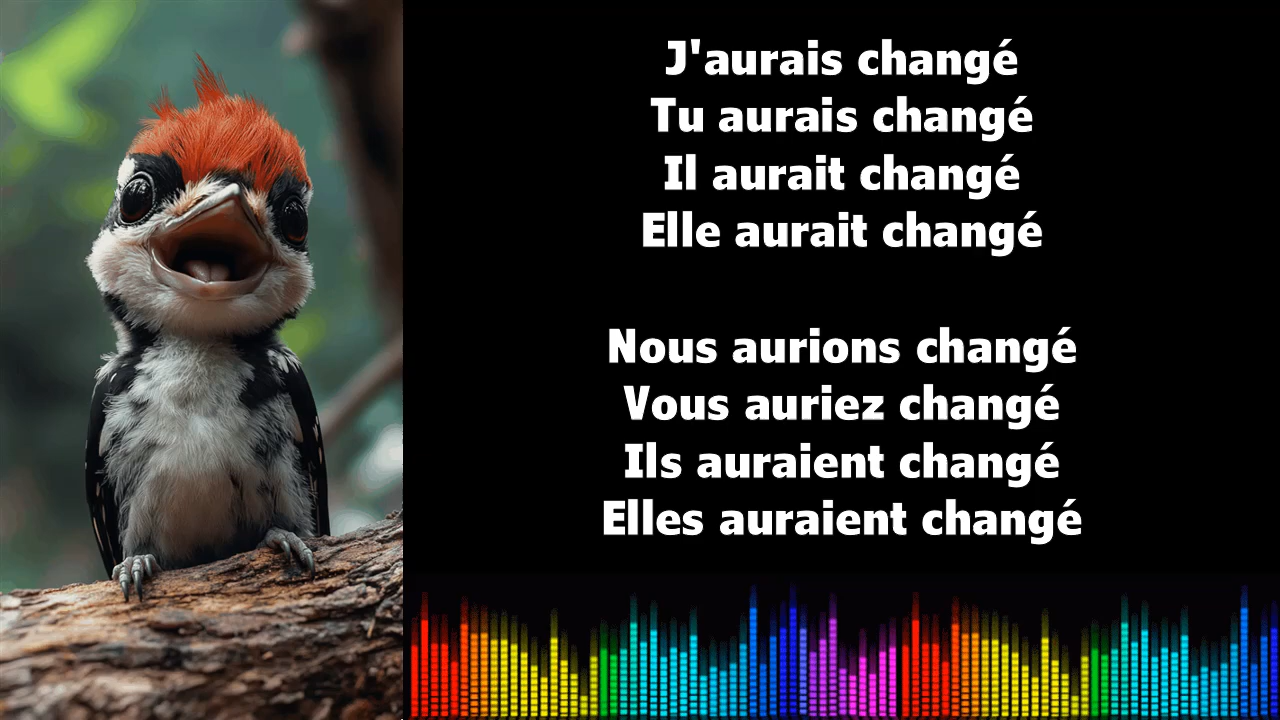 J'aurais changé
Tu aurais changé
Il aurait changé
Elle aurait changé
Nous aurions changé
Vous auriez changé
Ils auraient changé
Elles auraient changé